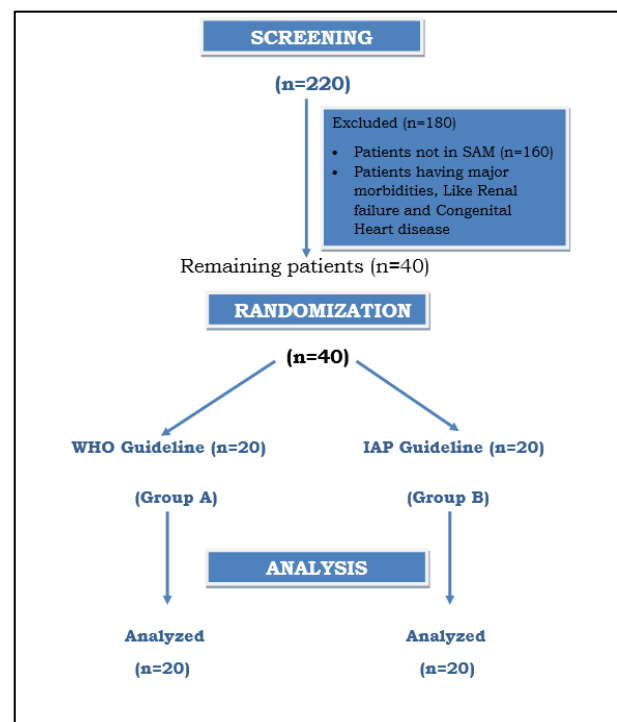 SCREENING
(n=220)
Excluded (n=180)
• Patients not in SAM (n=160)
• Patients having major
morbidities, Like Renal
failure and Congenital
Heart disease
Remaining patients (n=40)
RANDOMIZATION
(n=40)
WHO Guideline (n=20)
IAP Guideline (n=20)
(Group A)
(Group B)
ANALYSIS
Analyzed
Analyzed
(n=20)
(n=20)